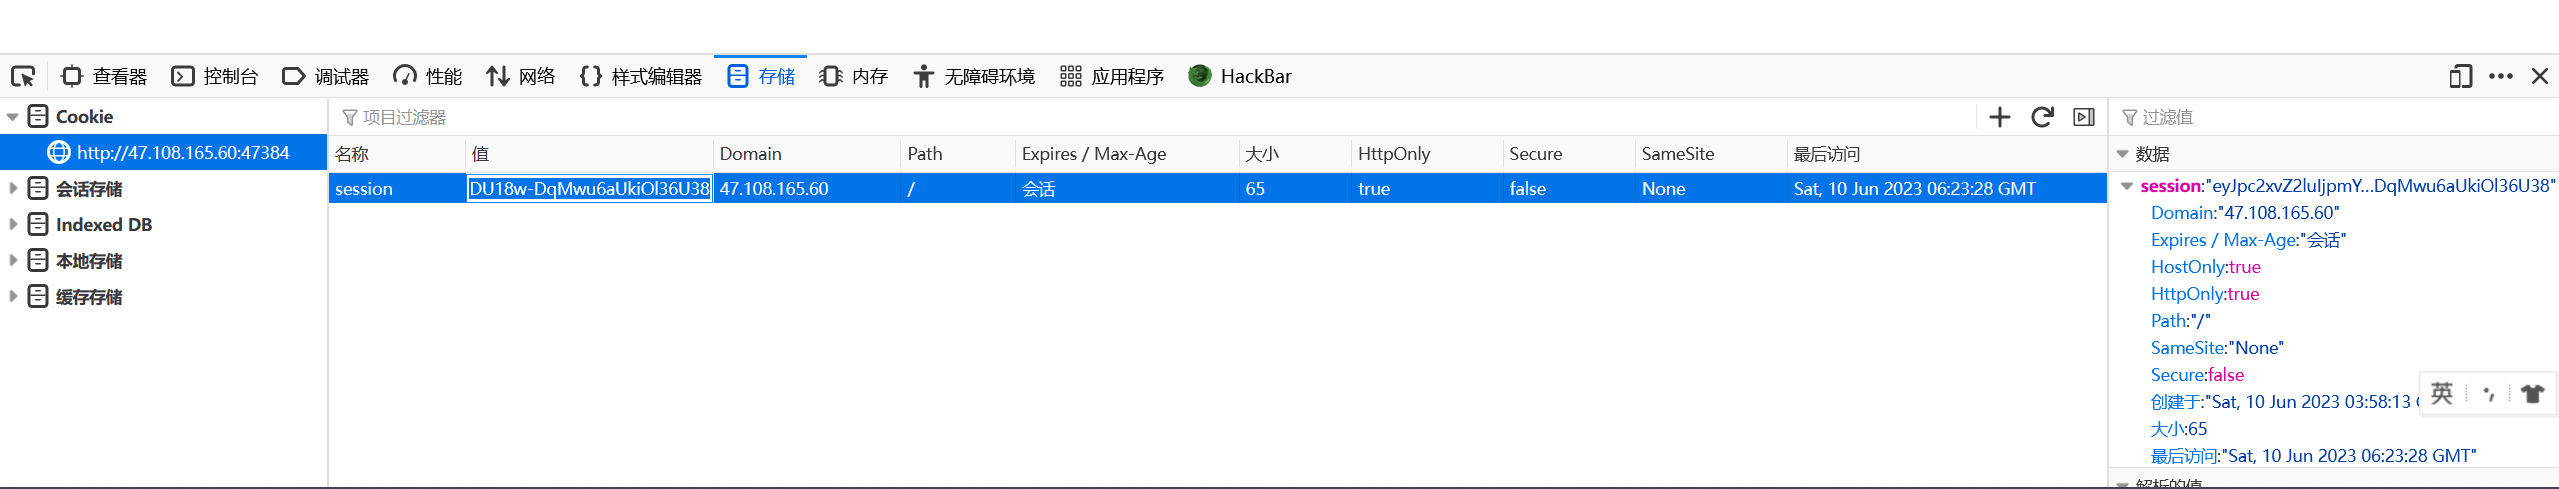 查看器 控制台 调试器 性能 网络 样式编辑器 存储 内存 无障碍环境 应用程序 HackBar
Cookie
http://47.108.165.60:47384
会话存储
Indexed DB
本地存储
缓存存储
项目过滤器
名称 值 Domain Path Expires / Max-Age 大小 HttpOnly Secure SameSite 最后访问
session DU18w-DqMwu6aUkiOl36U38 47.108.165.60 / 会话 65 true false None Sat, 10 Jun 2023 06:23:28 GMT
过滤值
数据
session:"eyJpc2xvZ2luIjpmY...DqMwu6aUkiOl36U38"
Domain:"47.108.165.60"
Expires / Max-Age:"会话"
HostOnly:true
HttpOnly:true
Path:"/"
SameSite:"None"
Secure:false
创建于:"Sat, 10 Jun 2023 03:58:13
大小:65
最后访问:"Sat, 10 Jun 2023 06:23:28 GMT"
解析的值
英